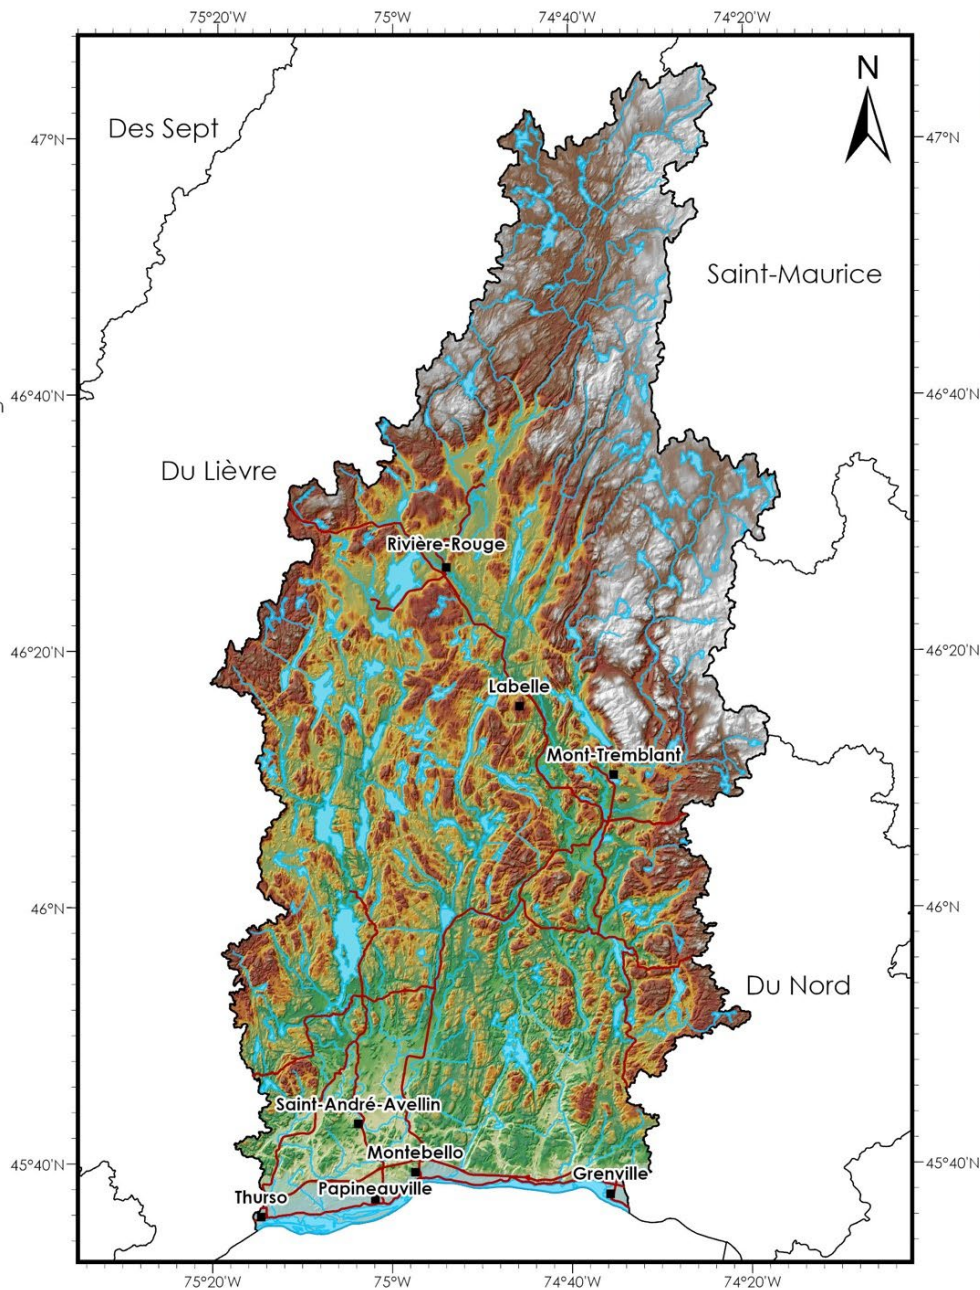 75°20'W 75°W 74°40'W 74°20'W
N
Des Sept
47°N 47°N
Saint-Maurice
46°40'N 46°40'N
Du Lièvre
Rivière-Rouge
46°20'N 46°20'N
Labelle
Mont-Tremblant
46°N 46°N
Du Nord
Saint-André-Avellin
Montebello
45°40'N 45°40'N
Grenville
Papineauville
Thurso
75°20'W 75°W 74°40'W 74°20'W